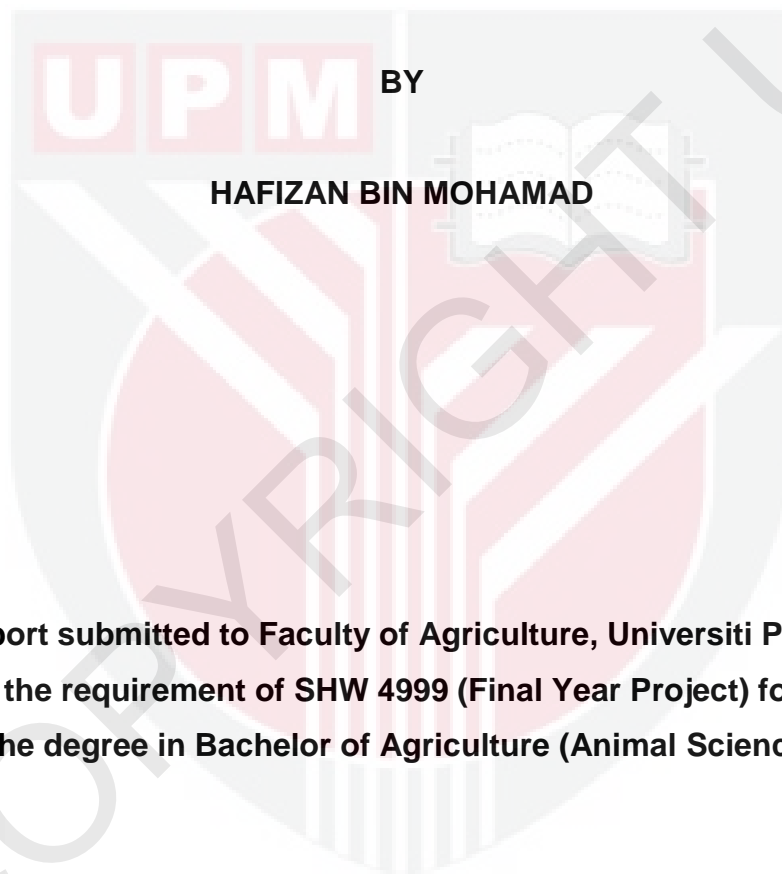 UPM
BY
HAFIZAN BIN MOHAMAD
port submitted to Faculty of Agriculture, Universiti P
the requirement of SHW 4999 (Final Year Project) fo
he degree in Bachelor of Agriculture (Animal Scienc
OPYRIGHT